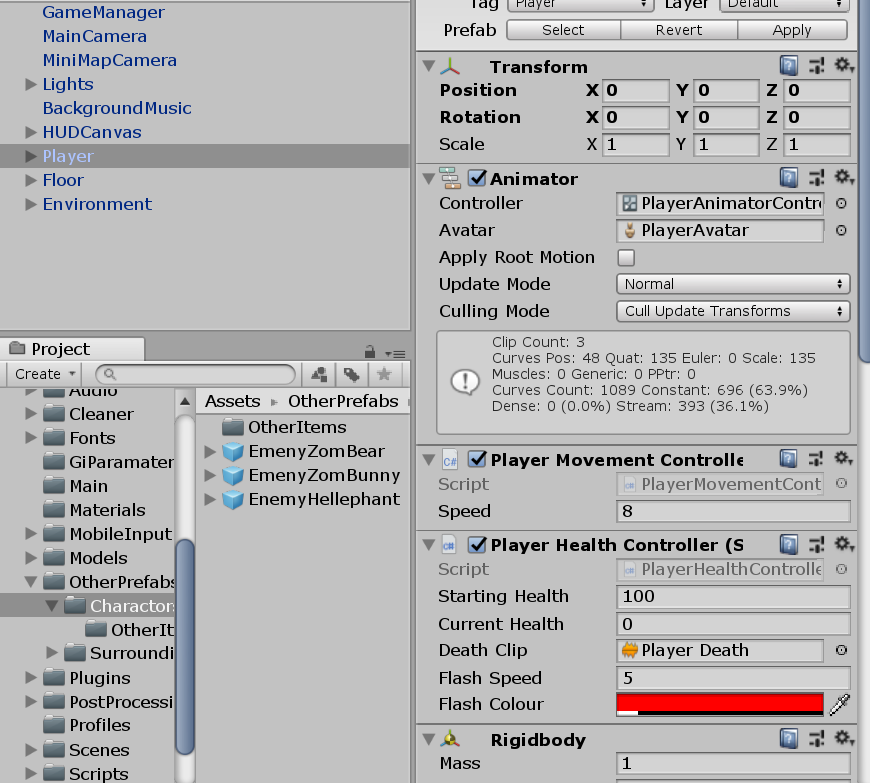 GameManager
MainCamera
MiniMapCamera
Lights
BackgroundMusic
HUDCanvas
Player
Floor
Environment
Project
Create
Audio
Cleaner
Fonts
GiParamater
Main
Materials
MobileInput
Models
OtherPrefabs
Charactor
OtherIt
Surroundi
Plugins
PostProcessi
Profiles
Scenes
Scripts
Assets OtherPrefabs
OtherItems
EmenyZomBear
EmenyZomBunny
EnemyHellephant
Tag Player Layer Default
Prefab Select Revert Apply
Transform
Position X 0 Y 0 Z 0
Rotation X 0 Y 0 Z 0
Scale X 1 Y 1 Z 1
Animator
Controller PlayerAnimatorContr
Avatar PlayerAvatar
Apply Root Motion
Update Mode Normal
Culling Mode Cull Update Transforms
Clip Count: 3
Curves Pos: 48 Quat: 135 Euler: 0 Scale: 135
Muscles: 0 Generic: 0 PPtr: 0
Curves Count: 1089 Constant: 696 (63.9%)
Dense: 0 (0.0%) Stream: 393 (36.1%)
C# Player Movement Controlle
Script c# PlayerMovementCont
Speed 8
c# Player Health Controller (S
Script c# PlayerHealthControlle
Starting Health 100
Current Health 0
Death Clip Player Death
Flash Speed 5
Flash Colour
Rigidbody
Mass 1